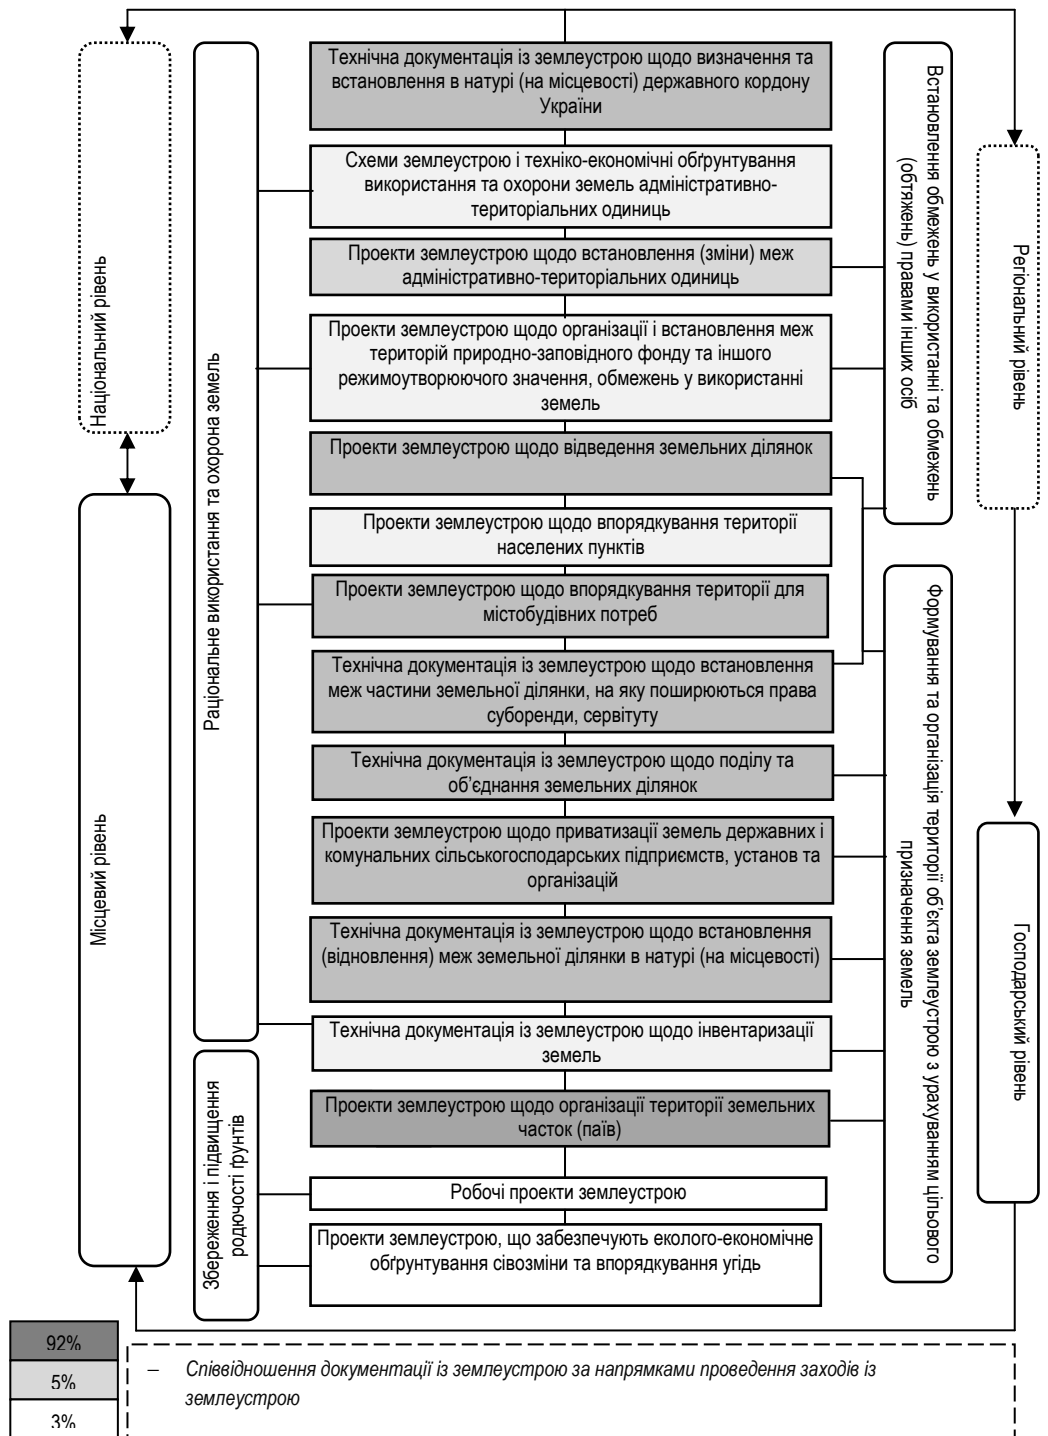 Національний рівень
Місцевий рівень
Раціональне використання та охорона земель
Збереження і підвищення
родючості ґрунтів
Технічна документація із землеустрою щодо визначення та
встановлення в натурі (на місцевості) державного кордону
України
Схеми землеустрою і техніко-економічні обґрунтування
використання та охорони земель адміністративно-
територіальних одиниць
Проекти землеустрою щодо встановлення (зміни) меж
адміністративно-територіальних одиниць
Проекти землеустрою щодо організації і встановлення меж
територій природно-заповідного фонду та іншого
режимоутворюючого значення, обмежень у використанні
земель
Проекти землеустрою щодо відведення земельних ділянок
Проекти землеустрою щодо впорядкування території
населених пунктів
Проекти землеустрою щодо впорядкування території для
містобудівних потреб
Технічна документація із землеустрою щодо встановлення
меж частини земельної ділянки, на яку поширюються права
суборенди, сервітуту
Технічна документація із землеустрою щодо поділу та
об’єднання земельних ділянок
Проекти землеустрою щодо приватизації земель державних і
комунальних сільськогосподарських підприємств, установ та
організацій
Технічна документація із землеустрою щодо встановлення
(відновлення) меж земельної ділянки в натурі (на місцевості)
Технічна документація із землеустрою щодо інвентаризації
земель
Проекти землеустрою щодо організації території земельних
часток (паїв)
Робочі проекти землеустрою
Проекти землеустрою, що забезпечують еколого-економічне
обґрунтування сівозміни та впорядкування угідь
Встановлення обмежень у використанні та обмежень
(обтяжень) правами інших осіб
Формування та організація території об’єкта землеустрою з урахуванням цільового
призначення земель
Регіональний рівень
Господарський рівень
92%
5%
3%
– Співвідношення документації із землеустрою за напрямками проведення заходів із
землеустрою